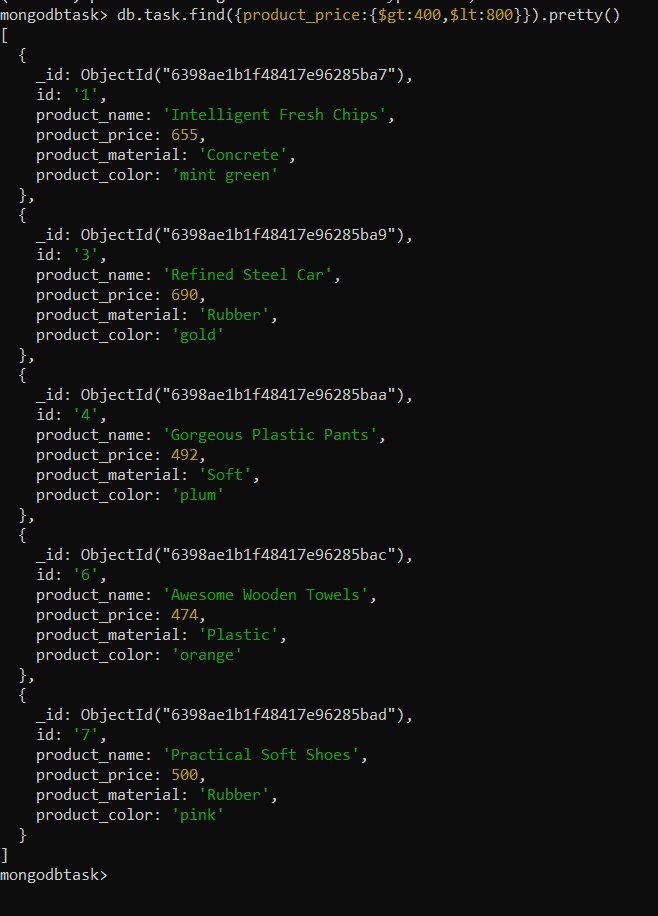 mongodbtask> db.task.find({product_price:{$gt:400,$lt:800}}).pretty()
[
  {
    _id: ObjectId("6398ae1b1f48417e96285ba7"),
    id: '1',
    product_name: 'Intelligent Fresh Chips',
    product_price: 655,
    product_material: 'Concrete',
    product_color: 'mint green'
  },
  {
    _id: ObjectId("6398ae1b1f48417e96285ba9"),
    id: '3',
    product_name: 'Refined Steel Car',
    product_price: 690,
    product_material: 'Rubber',
    product_color: 'gold'
  },
  {
    _id: ObjectId("6398ae1b1f48417e96285baa"),
    id: '4',
    product_name: 'Gorgeous Plastic Pants',
    product_price: 492,
    product_material: 'Soft',
    product_color: 'plum'
  },
  {
    _id: ObjectId("6398ae1b1f48417e96285bac"),
    id: '6',
    product_name: 'Awesome Wooden Towels',
    product_price: 474,
    product_material: 'Plastic',
    product_color: 'orange'
  },
  {
    _id: ObjectId("6398ae1b1f48417e96285bad"),
    id: '7',
    product_name: 'Practical Soft Shoes',
    product_price: 500,
    product_material: 'Rubber',
    product_color: 'pink'
  }
]
mongodbtask>